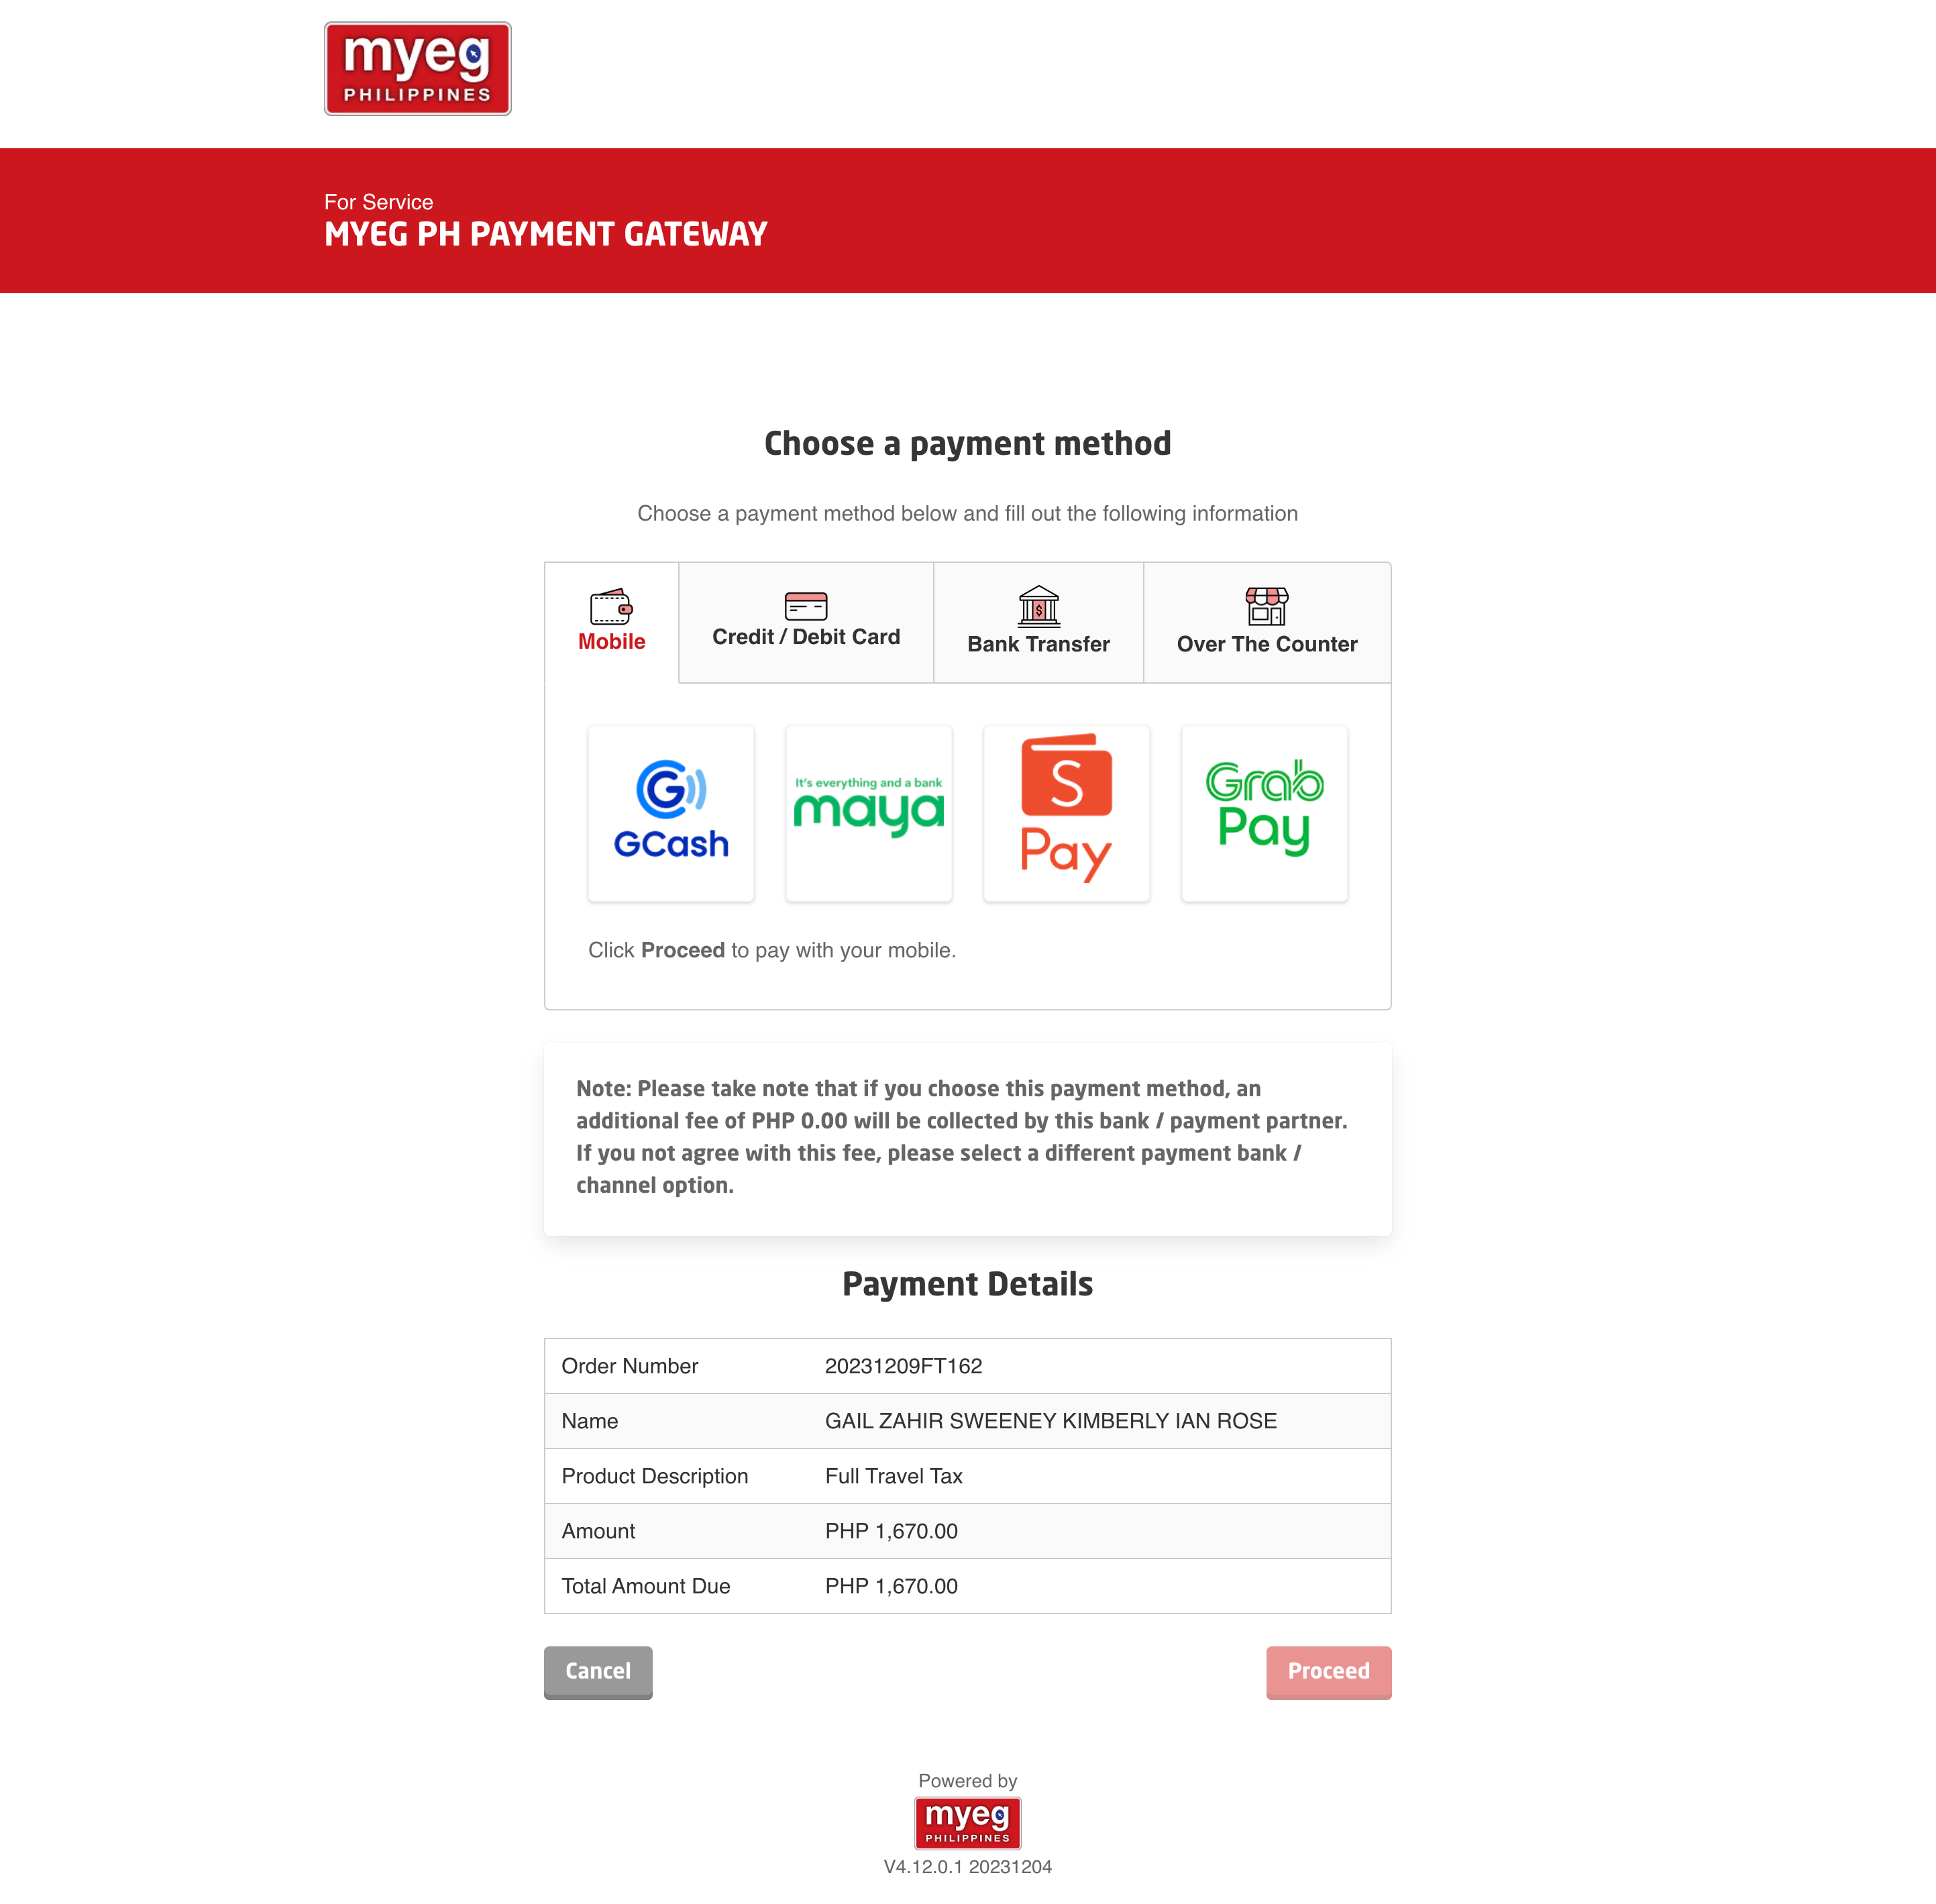 myeg
PHILIPPINES
For Service
MYEG PH PAYMENT GATEWAY
Choose a payment method
Choose a payment method below and fill out the following information
Mobile
Credit / Debit Card
Bank Transfer
Over The Counter
GCash
It's everything and a bank
maya
S
Pay
Grab
Pay
Click Proceed to pay with your mobile.
Note: Please take note that if you choose this payment method, an
additional fee of PHP 0.00 will be collected by this bank / payment partner.
If you not agree with this fee, please select a different payment bank /
channel option.
Payment Details
Order Number 20231209FT162
Name GAIL ZAHIR SWEENEY KIMBERLY IAN ROSE
Product Description Full Travel Tax
Amount PHP 1,670.00
Total Amount Due PHP 1,670.00
Cancel
Proceed
Powered by
myeg
PHILIPPINES
V4.12.0.1 20231204